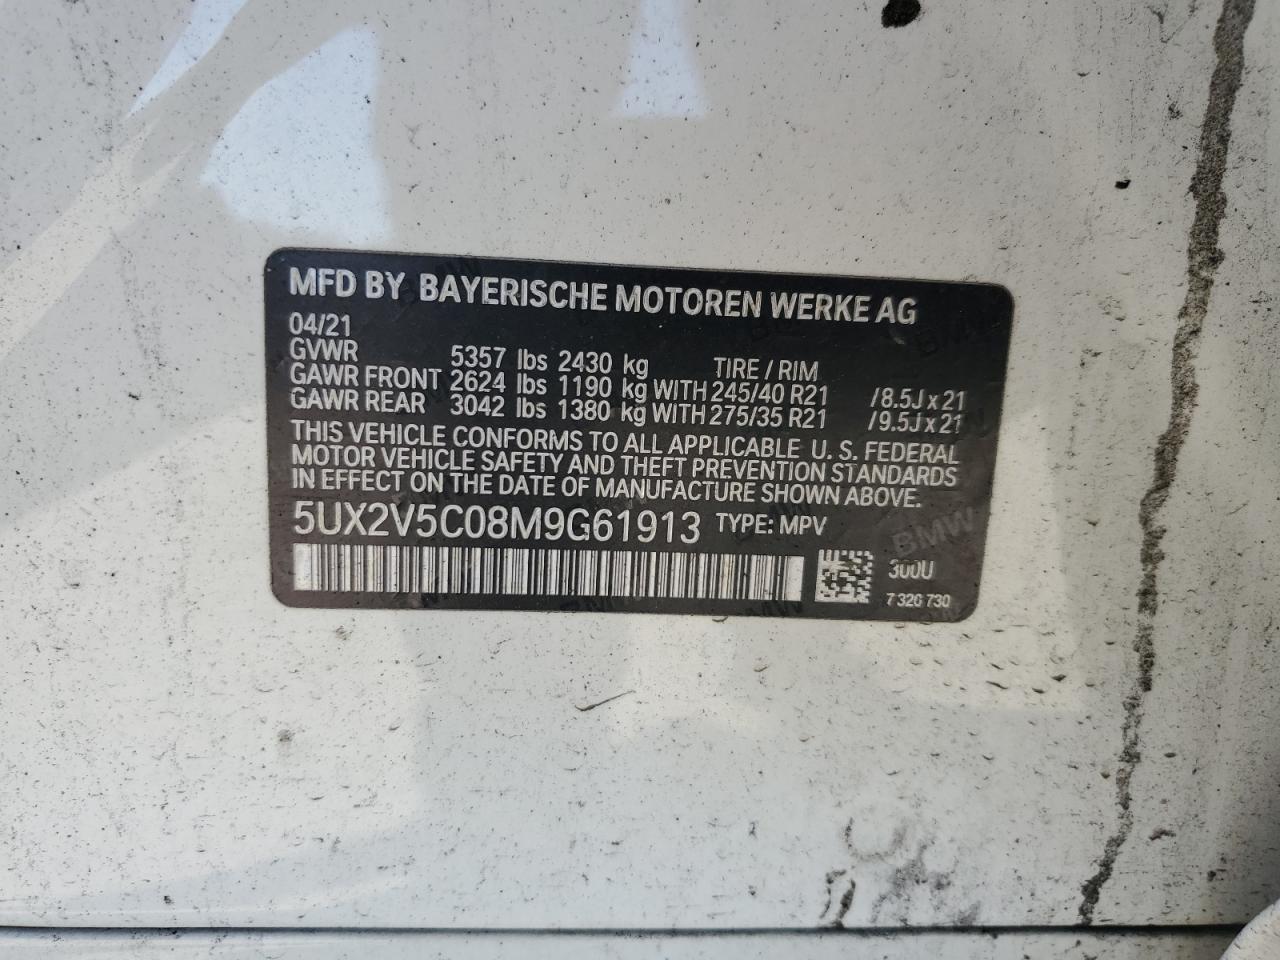 MFD BY BAYERISCHE MOTOREN WERKE AG
04/21
GVWR 5357 lbs 2430 kg TIRE / RIM
GAWR FRONT 2624 lbs 1190 kg WITH 245/40 R21 /8.5J x 21
GAWR REAR 3042 lbs 1380 kg WITH 275/35 R21 /9.5J x 21
THIS VEHICLE CONFORMS TO ALL APPLICABLE U. S. FEDERAL
MOTOR VEHICLE SAFETY AND THEFT PREVENTION STANDARDS
IN EFFECT ON THE DATE OF MANUFACTURE SHOWN ABOVE.
5UX2V5C08M9G61913 TYPE: MPV
BMW
300U
7 326 730